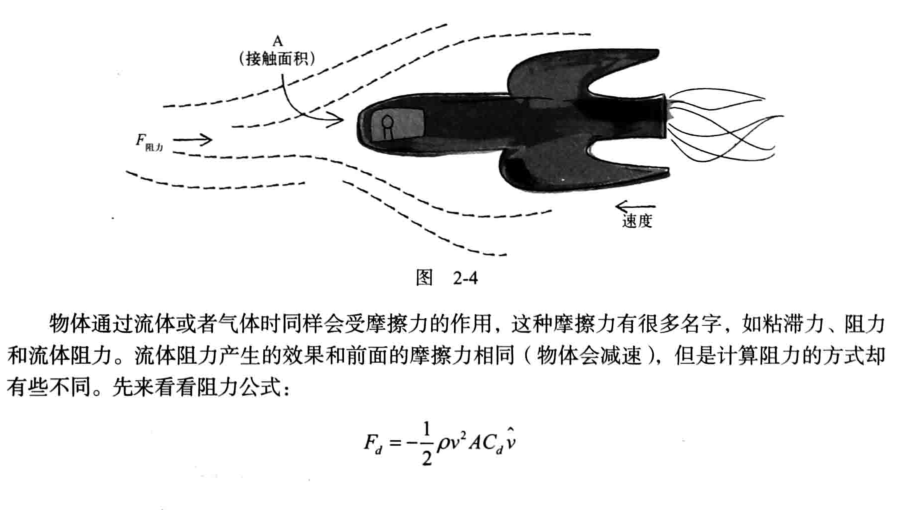 A
(接触面积)
F阻力
速度
图 2-4
物体通过流体或者气体时同样会受摩擦力的作用，这种摩擦力有很多名字，如粘滞力、阻力
和流体阻力。流体阻力产生的效果和前面的摩擦力相同（物体会减速），但是计算阻力的方式却
有些不同。先来看看阻力公式：
F_d = -\frac{1}{2} ρv² A C_d \hat{v}